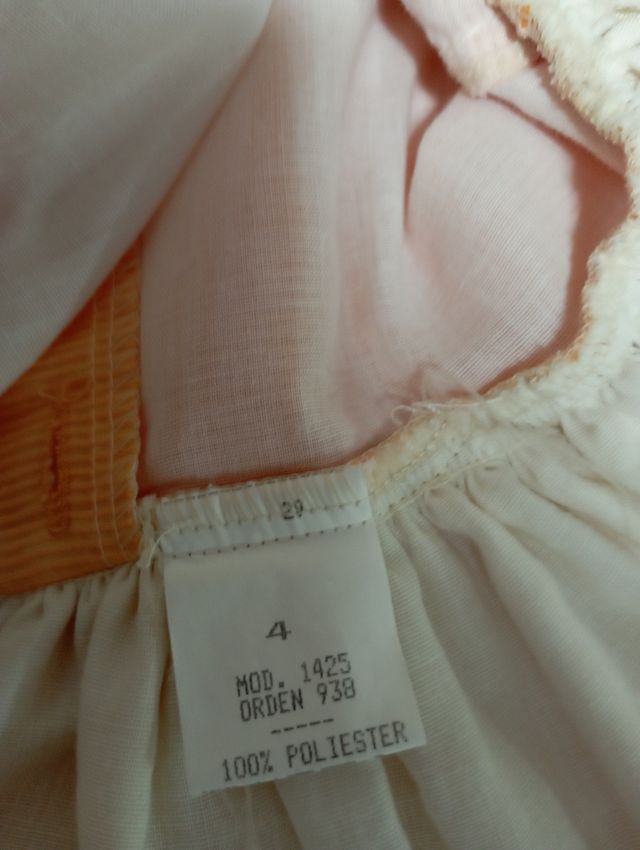 29
4
MOD. 1425
ORDEN 938
-----
100% POLIESTER